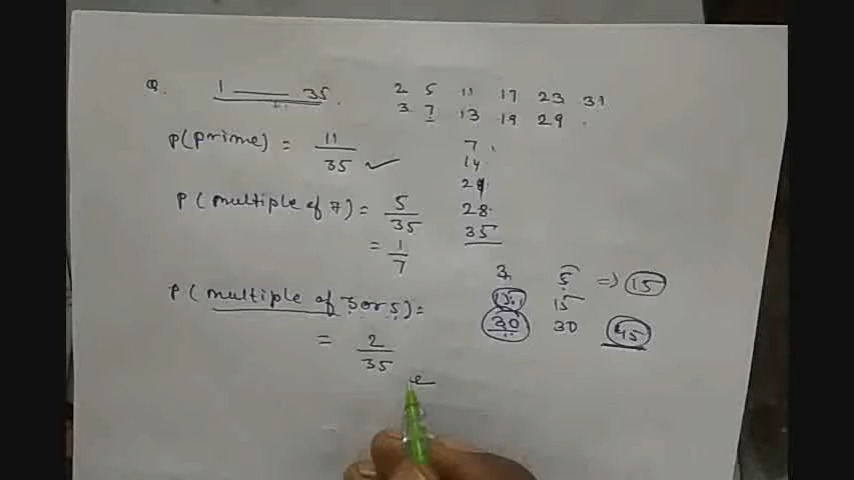 Q. 1 —— 35.
2 5 11 17 23 31
3 7 13 19 29
P(prime) = 11/35 ✓
7
14
21
28
35
P(multiple of 7) = 5/35
= 1/7
3 5 => 15
15 15
30 30 45
P(multiple of 3 or 5) =
= 2/35